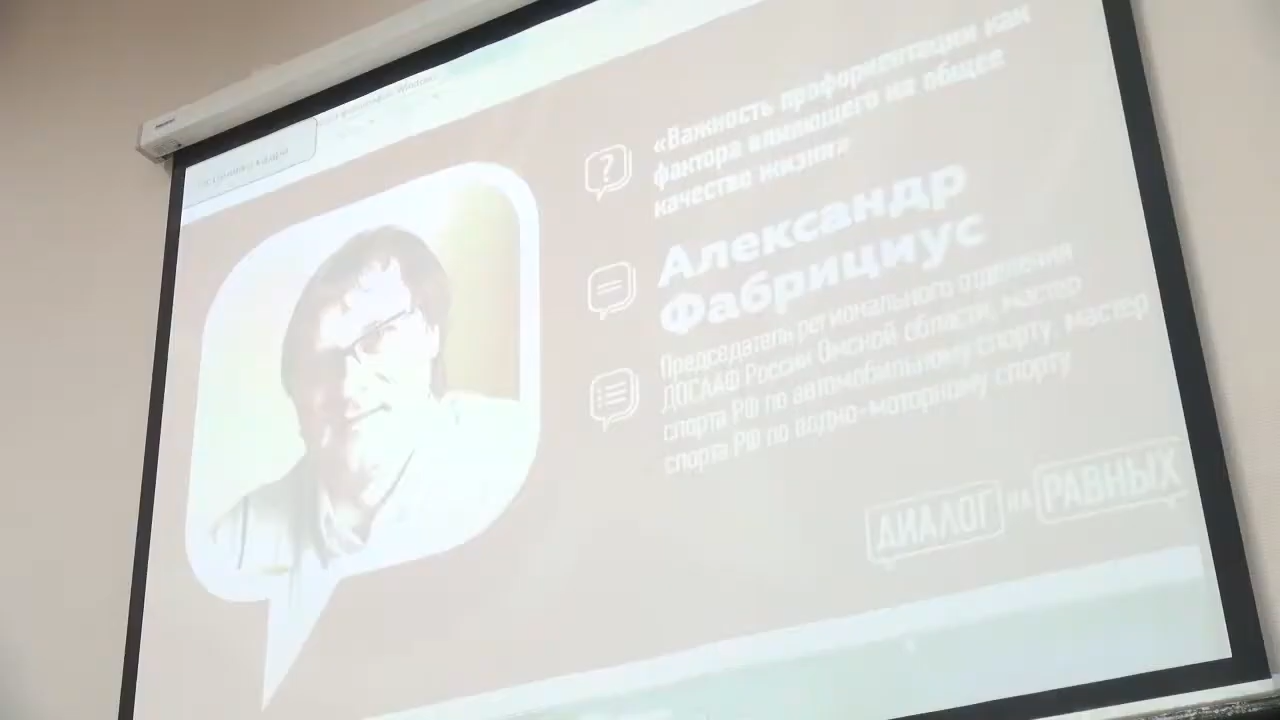 «Важность профориентации как
фактора влияющего на общее
качество жизни»
Александр
Фабрициус
Председатель регионального отделения
ДОСААФ России Омской области, мастер
спорта РФ по автомобильному спорту, мастер
спорта РФ по водно-моторному спорту
ДИАЛОГ НА РАВНЫХ